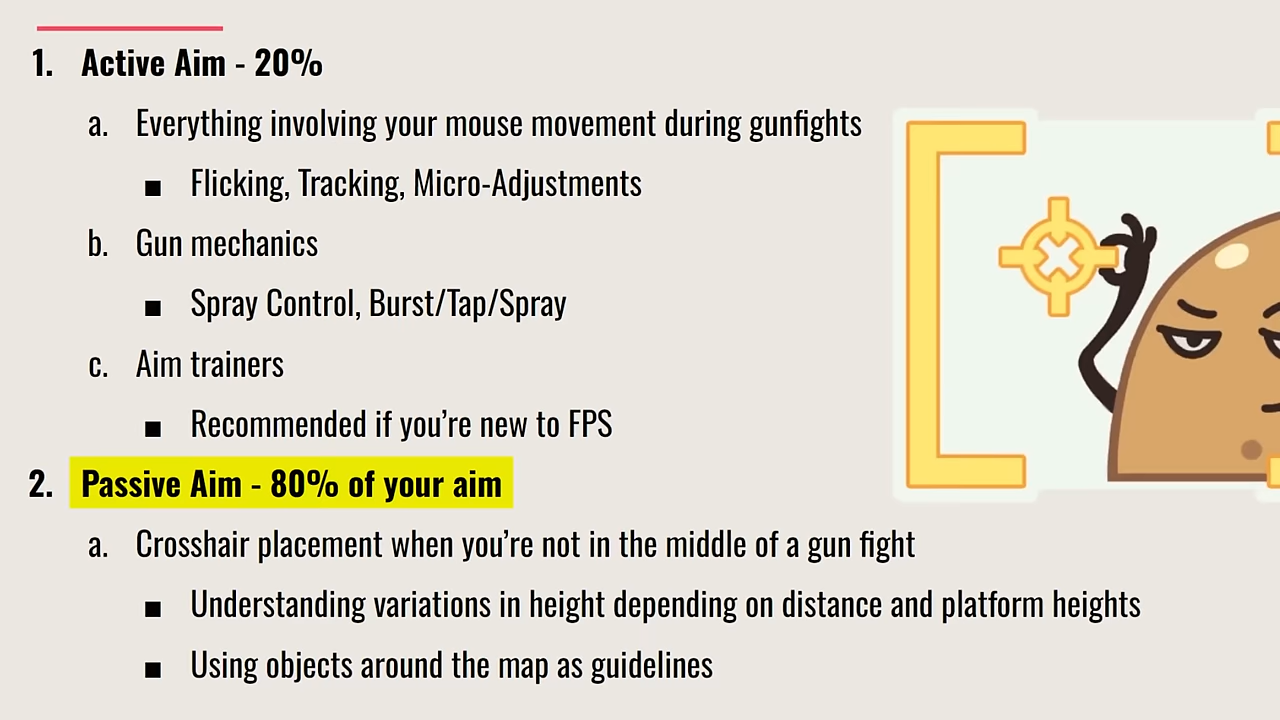 1. Active Aim - 20%
a. Everything involving your mouse movement during gunfights
■ Flicking, Tracking, Micro-Adjustments
b. Gun mechanics
■ Spray Control, Burst/Tap/Spray
c. Aim trainers
■ Recommended if you’re new to FPS
2. Passive Aim - 80% of your aim
a. Crosshair placement when you’re not in the middle of a gun fight
■ Understanding variations in height depending on distance and platform heights
■ Using objects around the map as guidelines